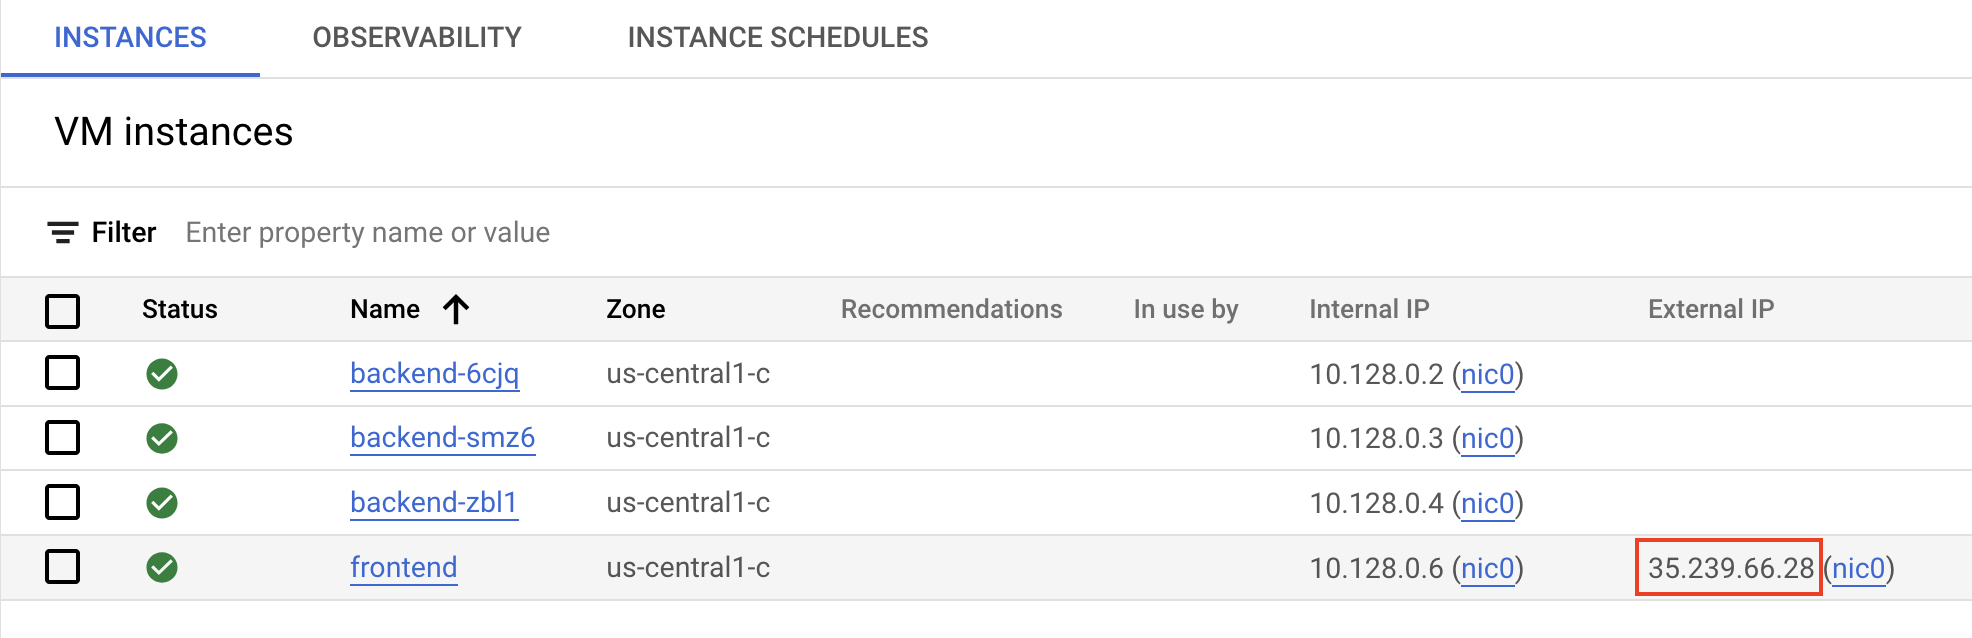 INSTANCES OBSERVABILITY INSTANCE SCHEDULES
VM instances
Filter Enter property name or value
Status Name Zone Recommendations In use by Internal IP External IP
backend-6cjq us-central1-c 10.128.0.2 (nic0)
backend-smz6 us-central1-c 10.128.0.3 (nic0)
backend-zbl1 us-central1-c 10.128.0.4 (nic0)
frontend us-central1-c 10.128.0.6 (nic0) 35.239.66.28 (nic0)